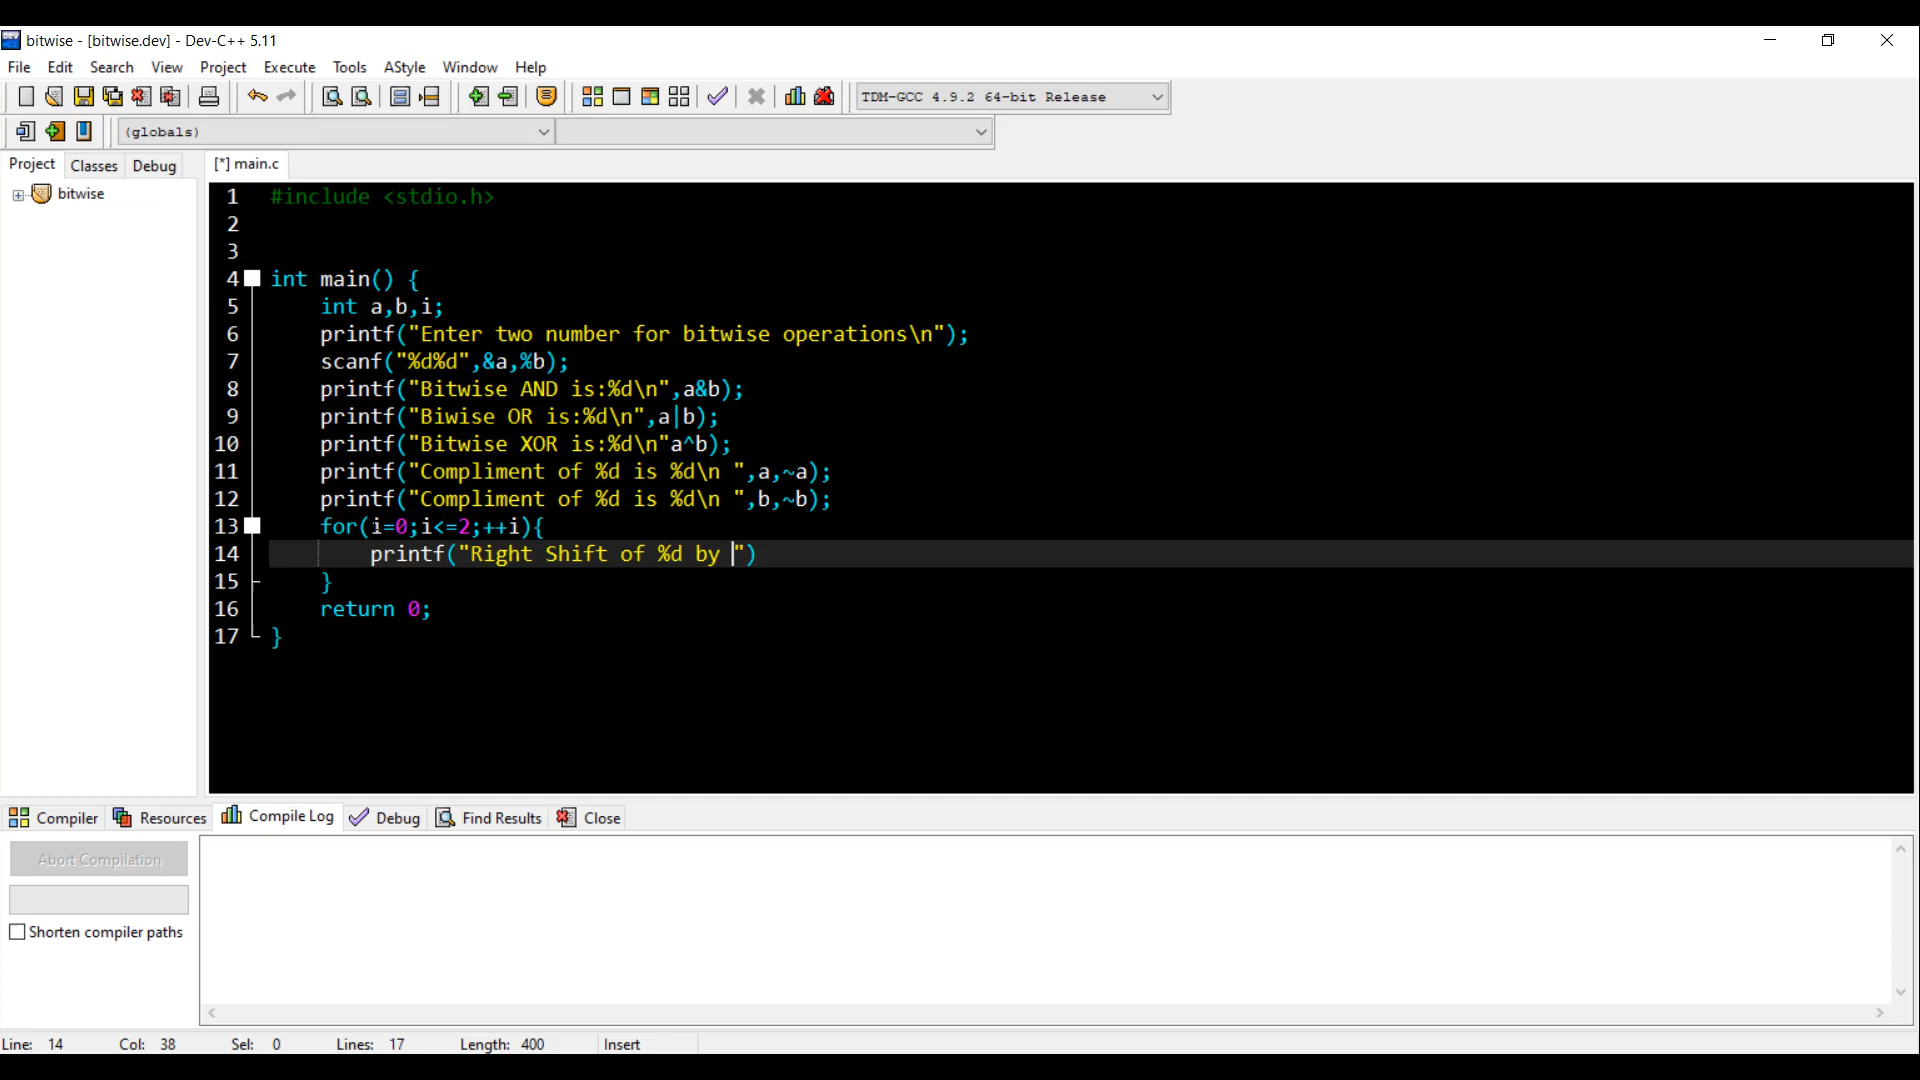 bitwise - [bitwise.dev] - Dev-C++ 5.11
File Edit Search View Project Execute Tools AStyle Window Help
TDM-GCC 4.9.2 64-bit Release
(globals)
Project Classes Debug [*] main.c
bitwise
1 #include <stdio.h>
2
3
4 int main() {
5 int a,b,i;
6 printf("Enter two number for bitwise operations\n");
7 scanf("%d%d",&a,%b);
8 printf("Bitwise AND is:%d\n",a&b);
9 printf("Biwise OR is:%d\n",a|b);
10 printf("Bitwise XOR is:%d\n"a^b);
11 printf("Compliment of %d is %d\n ",a,~a);
12 printf("Compliment of %d is %d\n ",b,~b);
13 for(i=0;i<=2;++i){
14 printf("Right Shift of %d by ")
15 }
16 return 0;
17 }
Compiler Resources Compile Log Debug Find Results Close
Abort Compilation
Shorten compiler paths
Line: 14 Col: 38 Sel: 0 Lines: 17 Length: 400 Insert